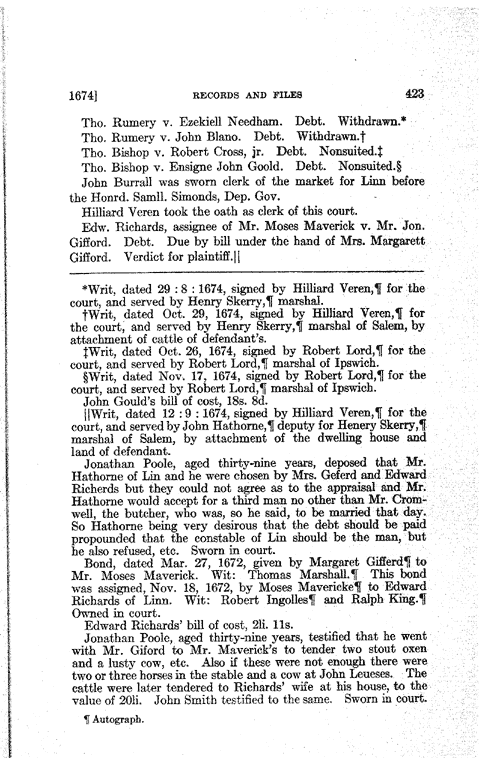 1674] RECORDS AND FILES 423
Tho. Rumery v. Ezekiell Needham. Debt. Withdrawn.*
Tho. Rumery v. John Blano. Debt. Withdrawn.†
Tho. Bishop v. Robert Cross, jr. Debt. Nonsuited.‡
Tho. Bishop v. Ensigne John Goold. Debt. Nonsuited.§
John Burrall was sworn clerk of the market for Linn before
the Honrd. Samll. Simonds, Dep. Gov.
Hilliard Veren took the oath as clerk of this court.
Edw. Richards, assignee of Mr. Moses Maverick v. Mr. Jon.
Gifford. Debt. Due by bill under the hand of Mrs. Margarett
Gifford. Verdict for plaintiff.||
*Writ, dated 29 : 8 : 1674, signed by Hilliard Veren,¶ for the
court, and served by Henry Skerry,¶ marshal.
†Writ, dated Oct. 29, 1674, signed by Hilliard Veren,¶ for
the court, and served by Henry Skerry,¶ marshal of Salem, by
attachment of cattle of defendant's.
‡Writ, dated Oct. 26, 1674, signed by Robert Lord,¶ for the
court, and served by Robert Lord,¶ marshal of Ipswich.
§Writ, dated Nov. 17, 1674, signed by Robert Lord,¶ for the
court, and served by Robert Lord,¶ marshal of Ipswich.
John Gould's bill of cost, 18s. 8d.
||Writ, dated 12 : 9 : 1674, signed by Hilliard Veren,¶ for the
court, and served by John Hathorne,¶ deputy for Henery Skerry,¶
marshal of Salem, by attachment of the dwelling house and
land of defendant.
Jonathan Poole, aged thirty-nine years, deposed that Mr.
Hathorne of Lin and he were chosen by Mrs. Geferd and Edward
Richerds but they could not agree as to the appraisal and Mr.
Hathorne would accept for a third man no other than Mr. Crom-
well, the butcher, who was, so he said, to be married that day.
So Hathorne being very desirous that the debt should be paid
propounded that the constable of Lin should be the man, but
he also refused, etc. Sworn in court.
Bond, dated Mar. 27, 1672, given by Margaret Gifferd¶ to
Mr. Moses Maverick. Wit: Thomas Marshall.¶ This bond
was assigned, Nov. 18, 1672, by Moses Mavericke¶ to Edward
Richards of Linn. Wit: Robert Ingolles¶ and Ralph King.¶
Owned in court.
Edward Richards' bill of cost, 2li. 11s.
Jonathan Poole, aged thirty-nine years, testified that he went
with Mr. Giford to Mr. Maverick's to tender two stout oxen
and a lusty cow, etc. Also if these were not enough there were
two or three horses in the stable and a cow at John Leueses. The
cattle were later tendered to Richards' wife at his house, to the
value of 20li. John Smith testified to the same. Sworn in court.
¶ Autograph.